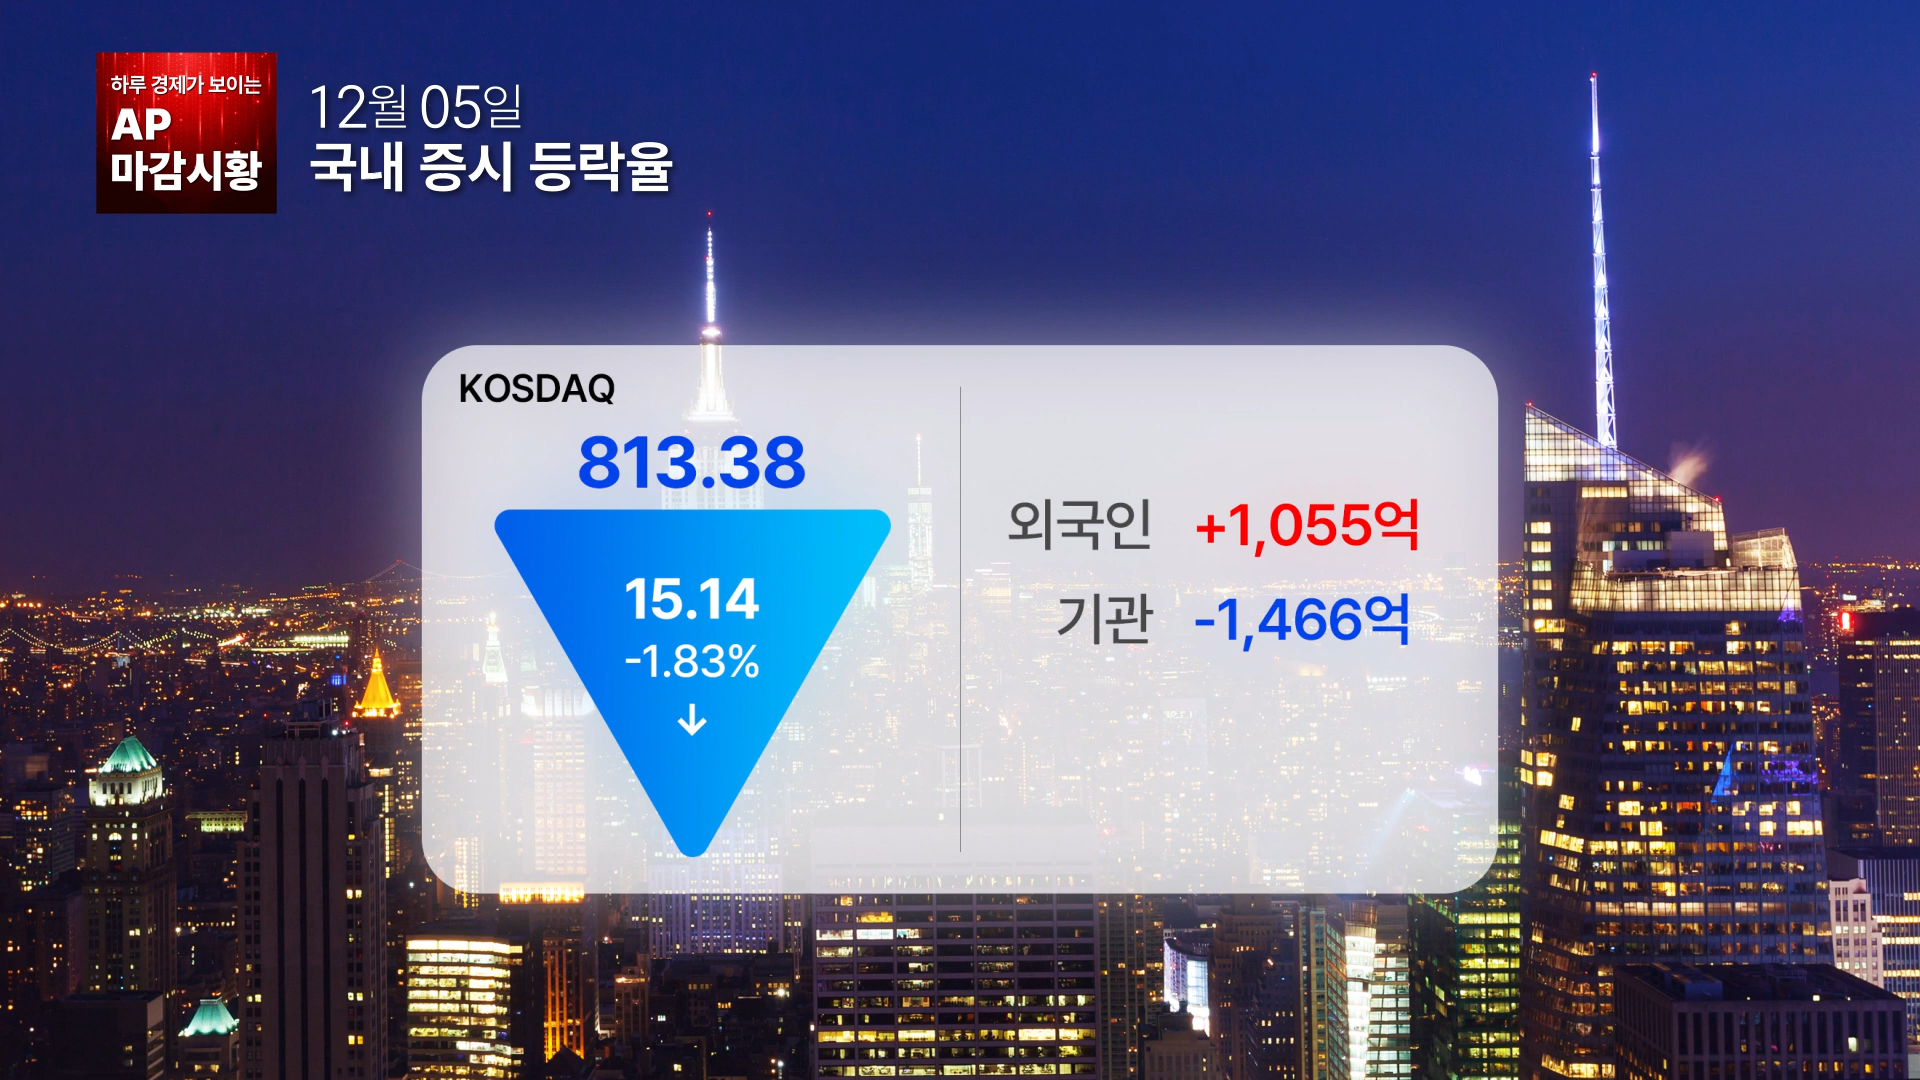 하루 경제가 보이는
AP
마감시황
12월 05일
국내 증시 등락율
KOSDAQ
813.38
15.14
-1.83%
↓
외국인 +1,055억
기관 -1,466억